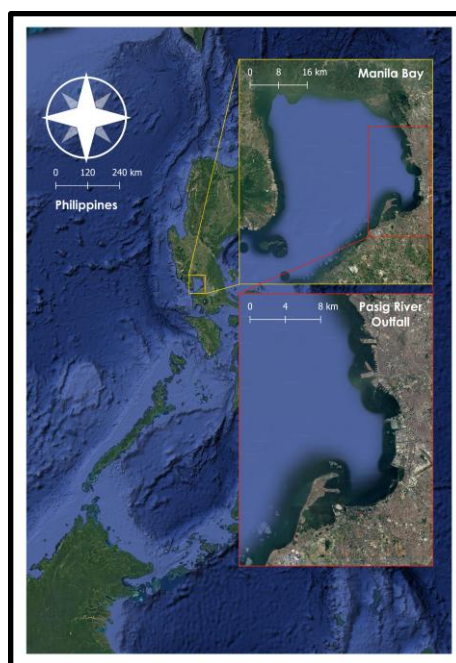 0 8 16 km
Manila Bay
0 120 240 km
Philippines
Pasig River
Outfall
0 4 8 km